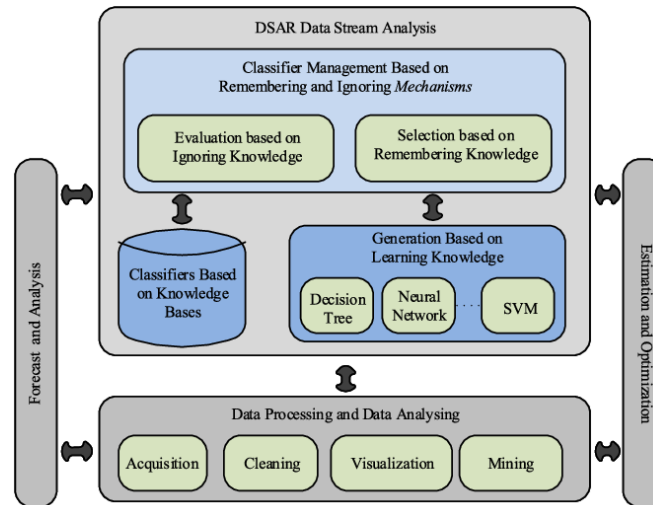 DSAR Data Stream Analysis
Classifier Management Based on
Remembering and Ignoring Mechanisms
Evaluation based on
Ignoring Knowledge
Selection based on
Remembering Knowledge
Classifiers Based
on Knowledge
Bases
Generation Based on
Learning Knowledge
Decision
Tree
Neural
Network
.....
SVM
Forecast and Analysis
Estimation and Optimization
Data Processing and Data Analysing
Acquisition
Cleaning
Visualization
Mining